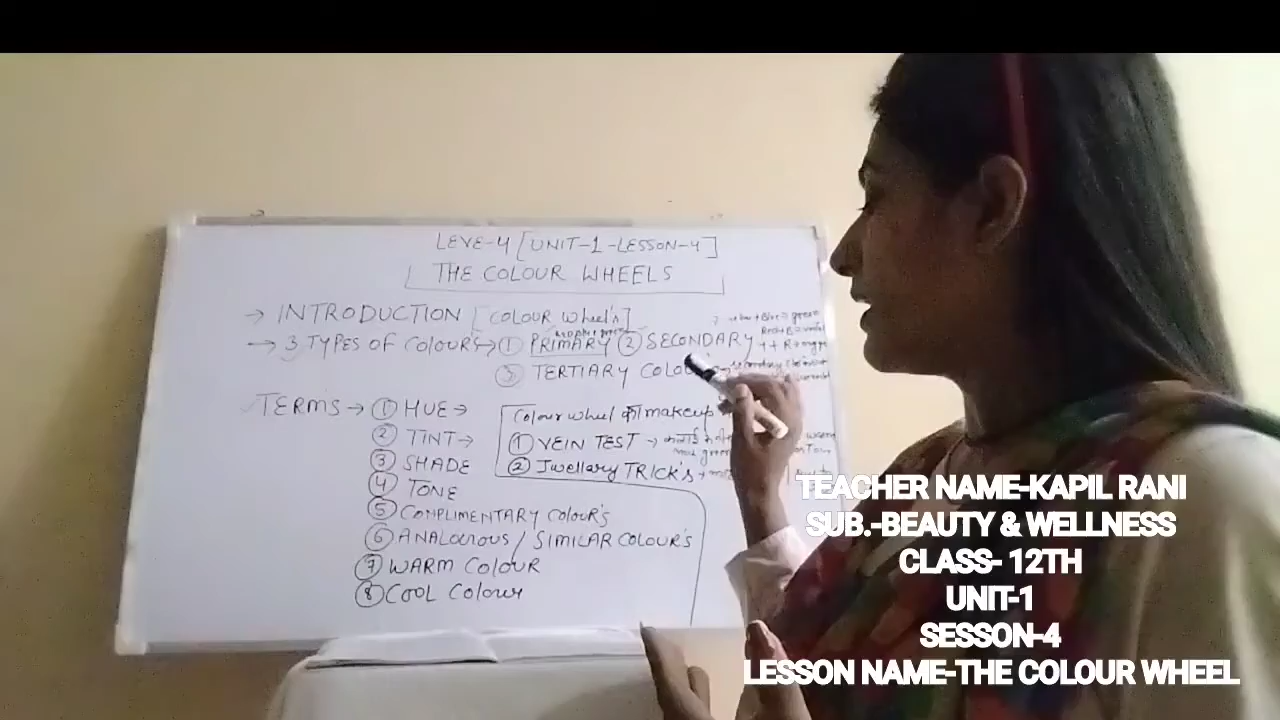 LEVE-4 [UNIT-1-LESSON-4]
THE COLOUR WHEELS
→ INTRODUCTION [COLOUR Wheel's]
→ 3 TYPES OF COLOURS → ① PRIMARY ② SECONDARY
③ TERTIARY
TERMS → ① HUE →
② TINT →
③ SHADE
④ TONE
⑤ COMPLIMENTARY COLOUR'S
⑥ ANALOGOUS / SIMILAR COLOUR'S
⑦ WARM COLOUR
⑧ COOL COLOUR
Colour wheel का makeup
① VEIN TEST →
② Jwellary TRICK'S
TEACHER NAME-KAPIL RANI
SUB.-BEAUTY & WELLNESS
CLASS- 12TH
UNIT-1
SESSON-4
LESSON NAME-THE COLOUR WHEEL